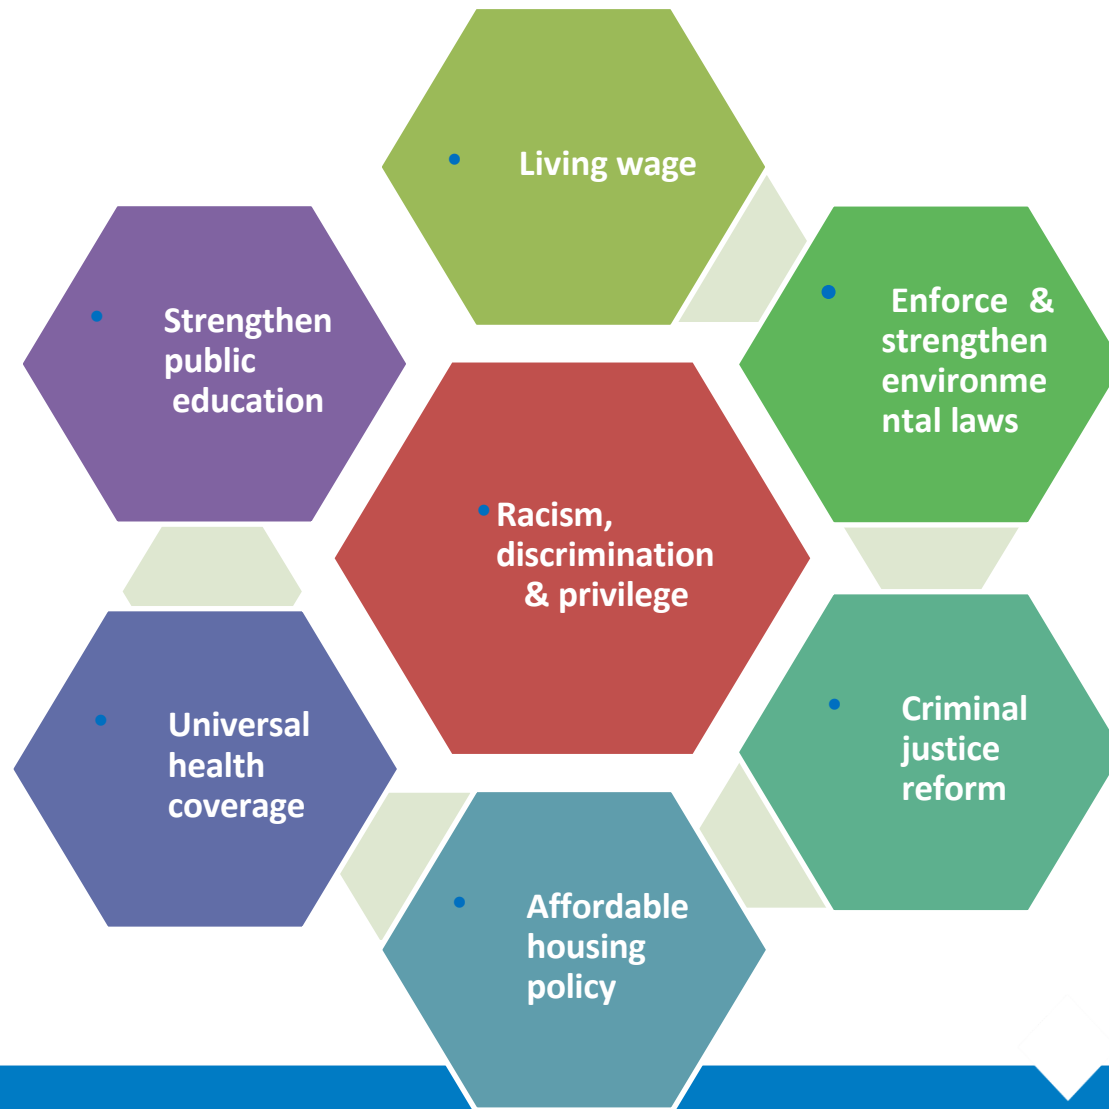 • Living wage
• Enforce & 
strengthen
environme
ntal laws
• Strengthen
public
education
• Racism,
discrimination
& privilege
• Criminal
justice
reform
• Universal
health
coverage
• Affordable
housing
policy